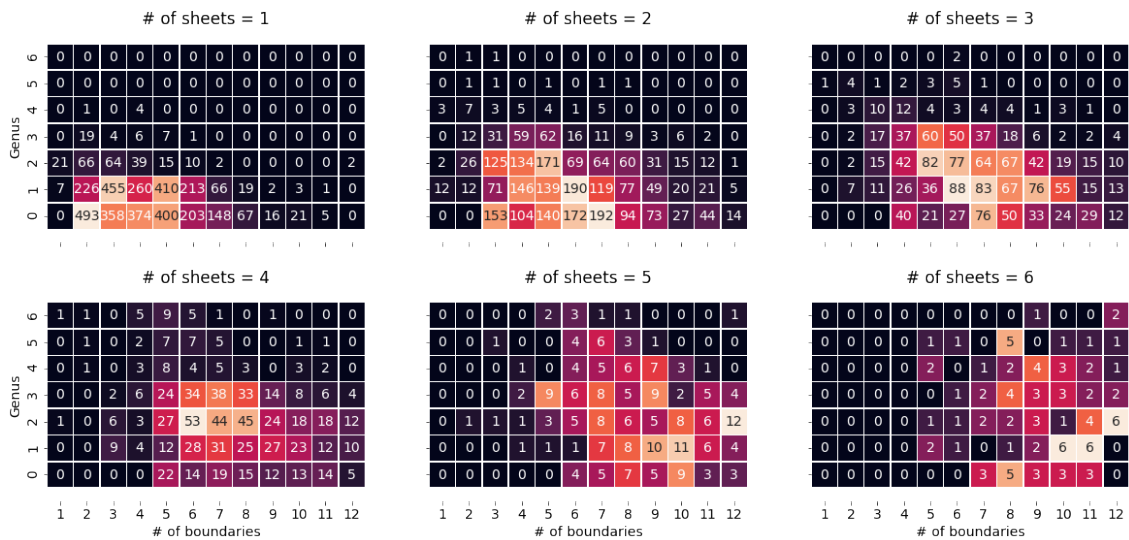 # of sheets = 1
# of sheets = 2
# of sheets = 3
6 0 0 0 0 0 0 0 0 0 0 0 0
0 1 1 0 0 0 0 0 0 0 0 0
0 0 0 0 0 2 0 0 0 0 0 0
5 0 0 0 0 0 0 0 0 0 0 0 0
0 0 0 1 0 1 0 1 0 0 0 0
1 4 1 2 3 5 1 0 0 0 0 0
4 0 1 0 4 0 0 0 0 0 0 0 0
3 7 3 5 4 1 5 0 0 0 0 0
0 3 10 12 4 3 4 4 1 3 1 0
3 0 19 4 6 7 1 0 0 0 0 0 0
0 12 31 59 62 16 11 9 3 6 2 0
0 2 17 37 60 50 37 18 6 2 2 4
2 21 66 64 39 15 10 2 0 0 0 0 2
2 26 125 134 171 69 64 60 31 15 12 1
0 2 15 42 82 77 64 67 42 19 15 10
1 7 226 455 260 410 213 66 19 2 3 1 0
12 12 71 146 139 190 119 77 49 20 21 5
0 7 11 26 36 88 83 67 76 55 15 13
0 0 493 358 374 400 203 148 67 16 21 5 0
0 0 153 104 140 172 192 94 73 27 44 14
0 0 0 40 21 27 76 50 33 24 29 12
Genus
# of sheets = 4
# of sheets = 5
# of sheets = 6
6 1 1 0 5 9 5 1 0 1 0 0 0
0 0 0 0 2 3 1 1 0 0 0 1
0 0 0 0 0 0 0 0 1 0 0 2
5 0 1 0 2 7 7 5 0 0 1 1 0
0 0 1 0 0 4 6 3 1 0 0 0
0 0 0 0 1 1 0 5 0 1 1 1
4 0 1 0 3 8 4 5 3 0 3 2 0
0 0 0 1 0 4 5 6 7 3 1 0
0 0 0 0 2 0 1 2 4 3 2 1
3 0 0 2 6 24 34 38 33 14 8 6 4
0 0 0 2 9 6 8 5 9 2 5 4
0 0 0 0 0 1 2 4 3 3 2 2
2 1 0 6 3 27 53 44 45 24 18 18 12
0 1 1 1 3 5 8 6 5 8 6 12
0 0 0 0 1 1 2 2 3 1 4 6
1 0 0 9 4 12 28 31 25 27 23 12 10
0 0 0 1 1 1 7 8 10 11 6 4
0 0 0 0 2 1 0 1 2 6 6 0
0 0 0 0 0 22 14 19 15 12 13 14 5
0 0 0 0 0 4 5 7 5 9 3 3
0 0 0 0 0 0 3 5 3 3 3 0
Genus
1 2 3 4 5 6 7 8 9 10 11 12
1 2 3 4 5 6 7 8 9 10 11 12
1 2 3 4 5 6 7 8 9 10 11 12
# of boundaries
# of boundaries
# of boundaries